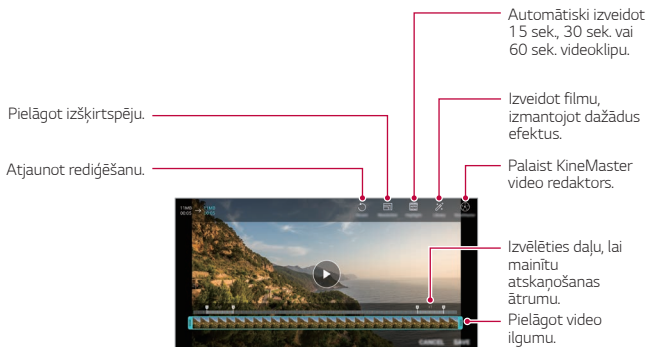 Automātiski izveidot
15 sek., 30 sek. vai
60 sek. videoklipu.
Izveidot filmu,
izmantojot dažādus
efektus.
Pielāgot izšķirtspēju.
Atjaunot rediģēšanu.
Palaist KineMaster
video redaktors.
Izvēlēties daļu, lai
mainītu
atskaņošanas
ātrumu.
Pielāgot video
ilgumu.
CANCEL SAVE